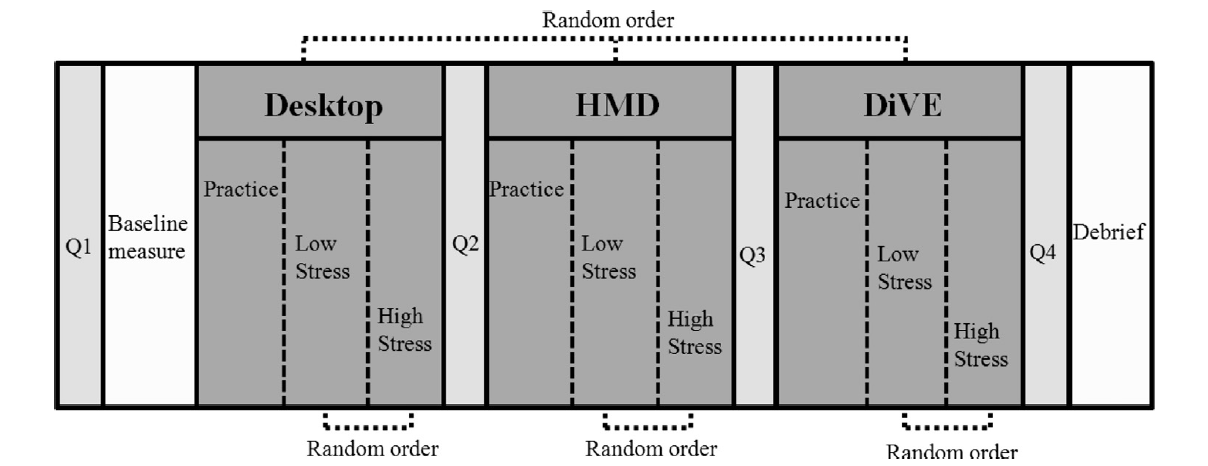 Random order
Desktop
HMD
DiVE
Q1
Baseline
measure
Practice
Low
Stress
High
Stress
Q2
Practice
Low
Stress
High
Stress
Q3
Practice
Low
Stress
High
Stress
Q4
Debrief
Random order
Random order
Random order